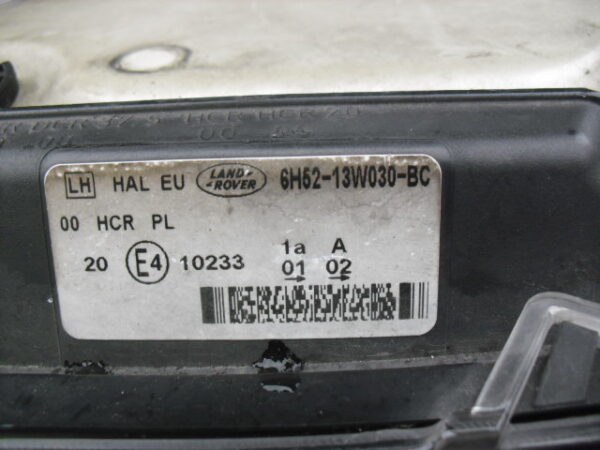 LH HAL EU LAND ROVER 6H52-13W030-BC
00 HCR PL
1a A
20 E4 10233 01 02